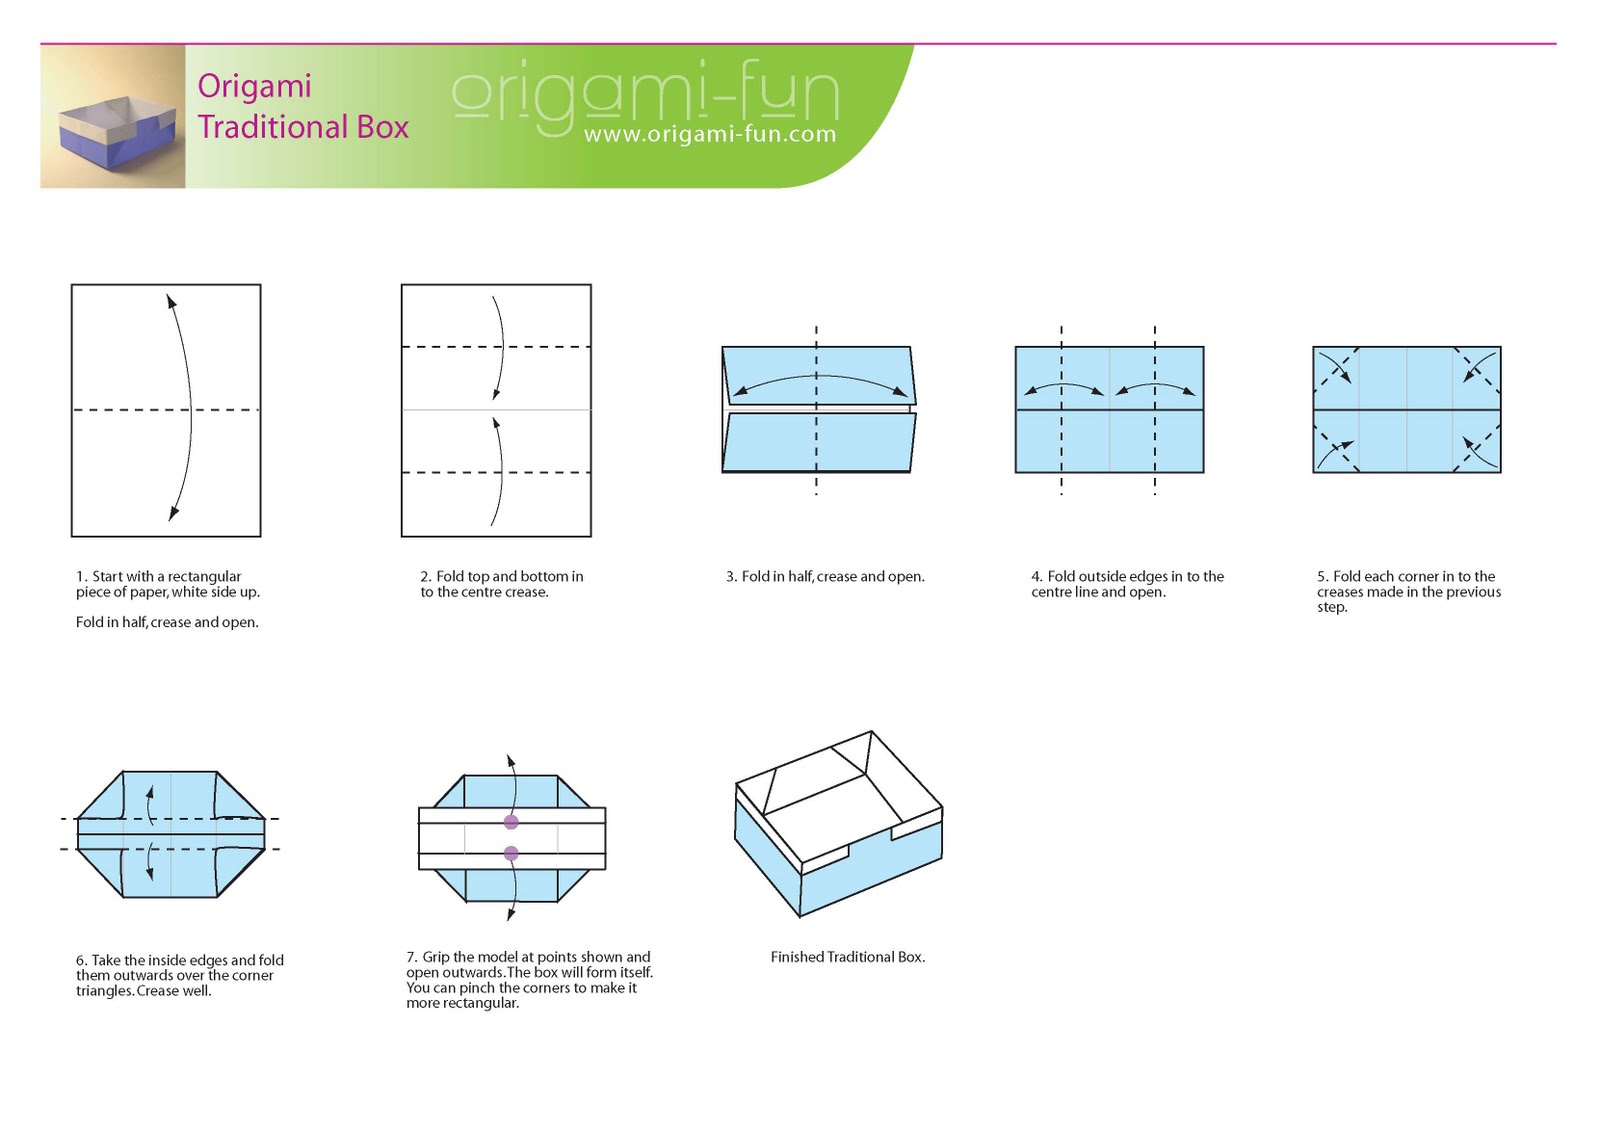 Origami
Traditional Box
origami-fun
www.origami-fun.com
1. Start with a rectangular
piece of paper, white side up.
Fold in half, crease and open.
2. Fold top and bottom in
to the centre crease.
3. Fold in half, crease and open.
4. Fold outside edges in to the
centre line and open.
5. Fold each corner in to the
creases made in the previous
step.
6. Take the inside edges and fold
them outwards over the corner
triangles. Crease well.
7. Grip the model at points shown and
open outwards. The box will form itself.
You can pinch the corners to make it
more rectangular.
Finished Traditional Box.